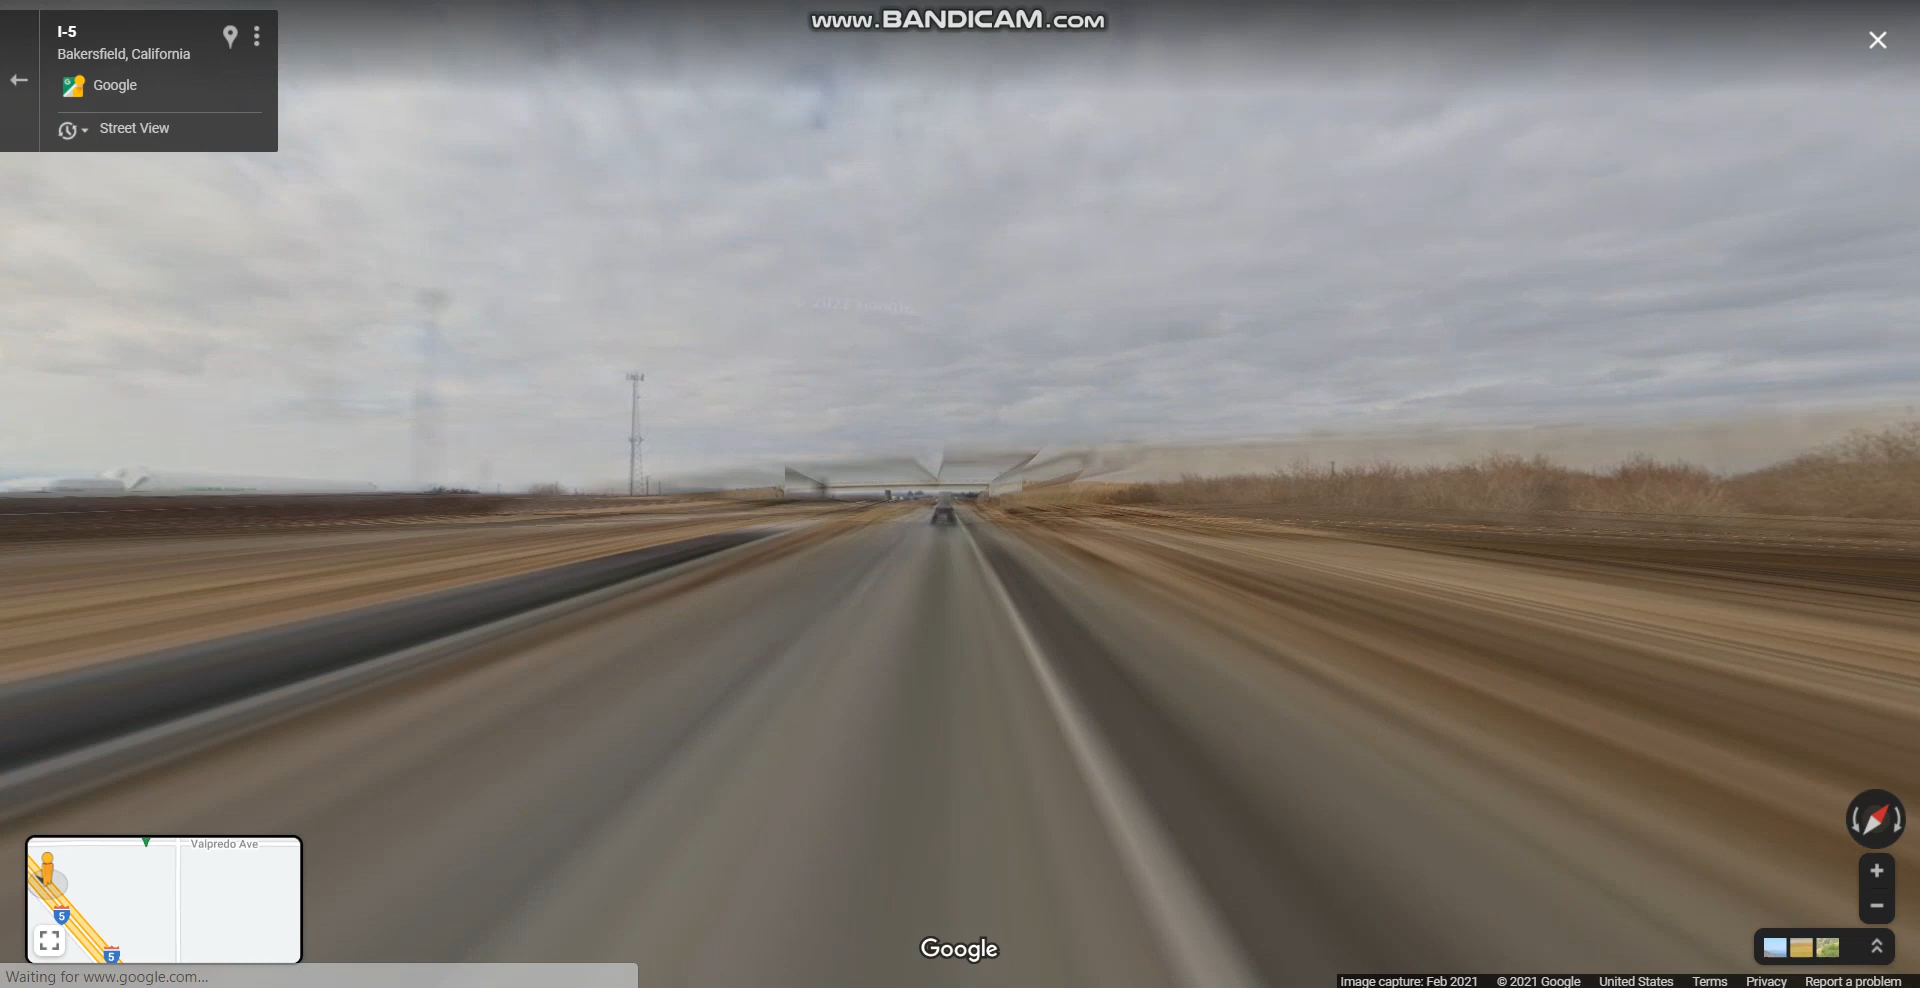 www.BANDICAM.com
I-5
Bakersfield, California
Google
Street View
Valpredo Ave
5
5
Google
Waiting for www.google.com...
Image capture: Feb 2021 © 2021 Google United States Terms Privacy Report a problem